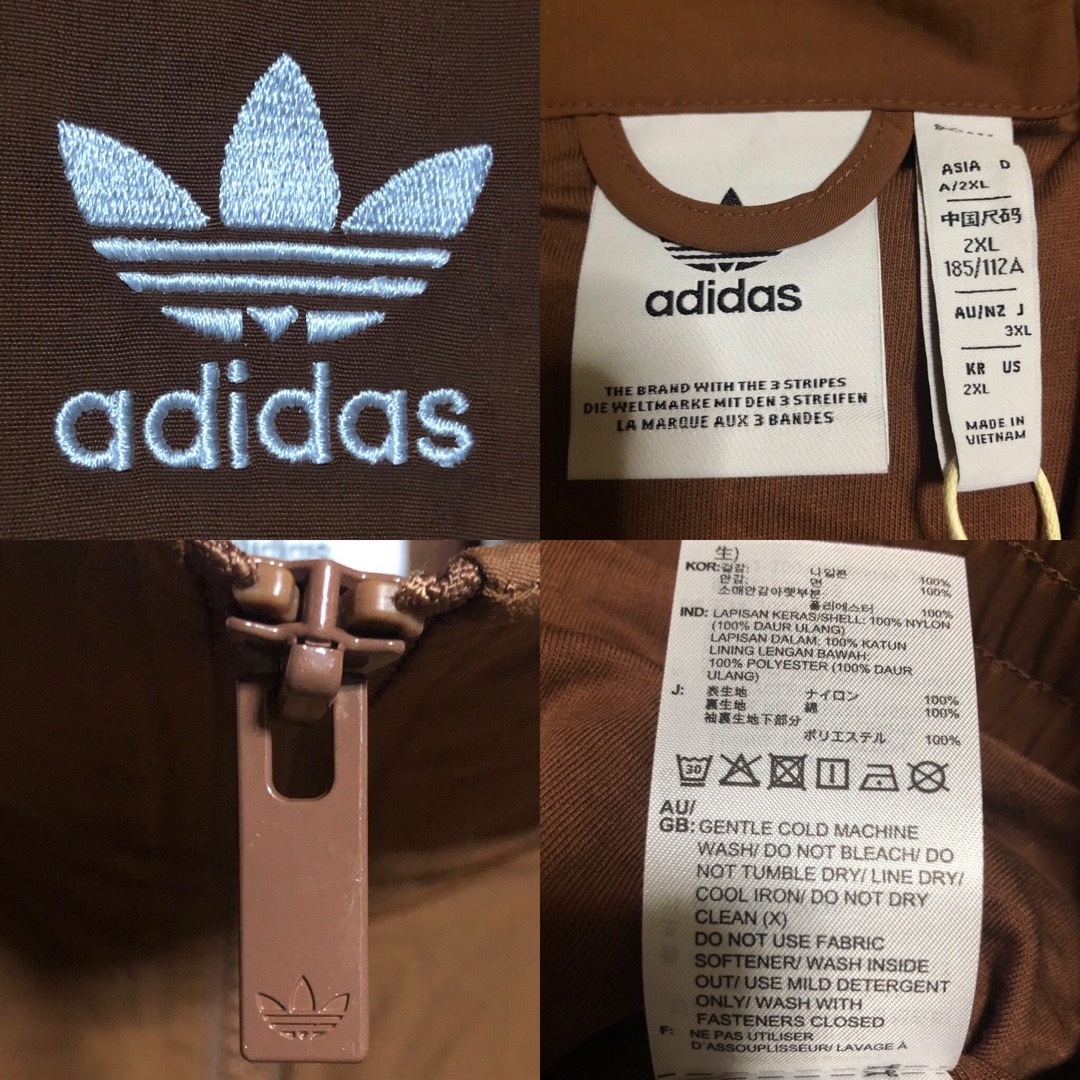 adidas
adidas
THE BRAND WITH THE 3 STRIPES
DIE WELTMARKE MIT DEN 3 STREIFEN
LA MARQUE AUX 3 BANDES
ASIA D
A/2XL
中国尺码
2XL
185/112A
AU/NZ J
3XL
KR US
2XL
MADE IN
VIETNAM
生)
KOR: 겉감: 나일론 100%
안감: 면 100%
소매안감아랫부분
폴리에스터 100%
IND: LAPISAN KERAS/SHELL: 100% NYLON
(100% DAUR ULANG)
LAPISAN DALAM: 100% KATUN
LINING LENGAN BAWAH:
100% POLYESTER (100% DAUR
ULANG)
J: 表生地 ナイロン 100%
裏生地 綿 100%
袖裏生地下部分
ポリエステル 100%
30
AU/
GB: GENTLE COLD MACHINE
WASH/ DO NOT BLEACH/ DO
NOT TUMBLE DRY/ LINE DRY/
COOL IRON/ DO NOT DRY
CLEAN (X)
DO NOT USE FABRIC
SOFTENER/ WASH INSIDE
OUT/ USE MILD DETERGENT
ONLY/ WASH WITH
FASTENERS CLOSED
F: NE PAS UTILISER
D'ASSOUPLISSEUR/ LAVAGE À